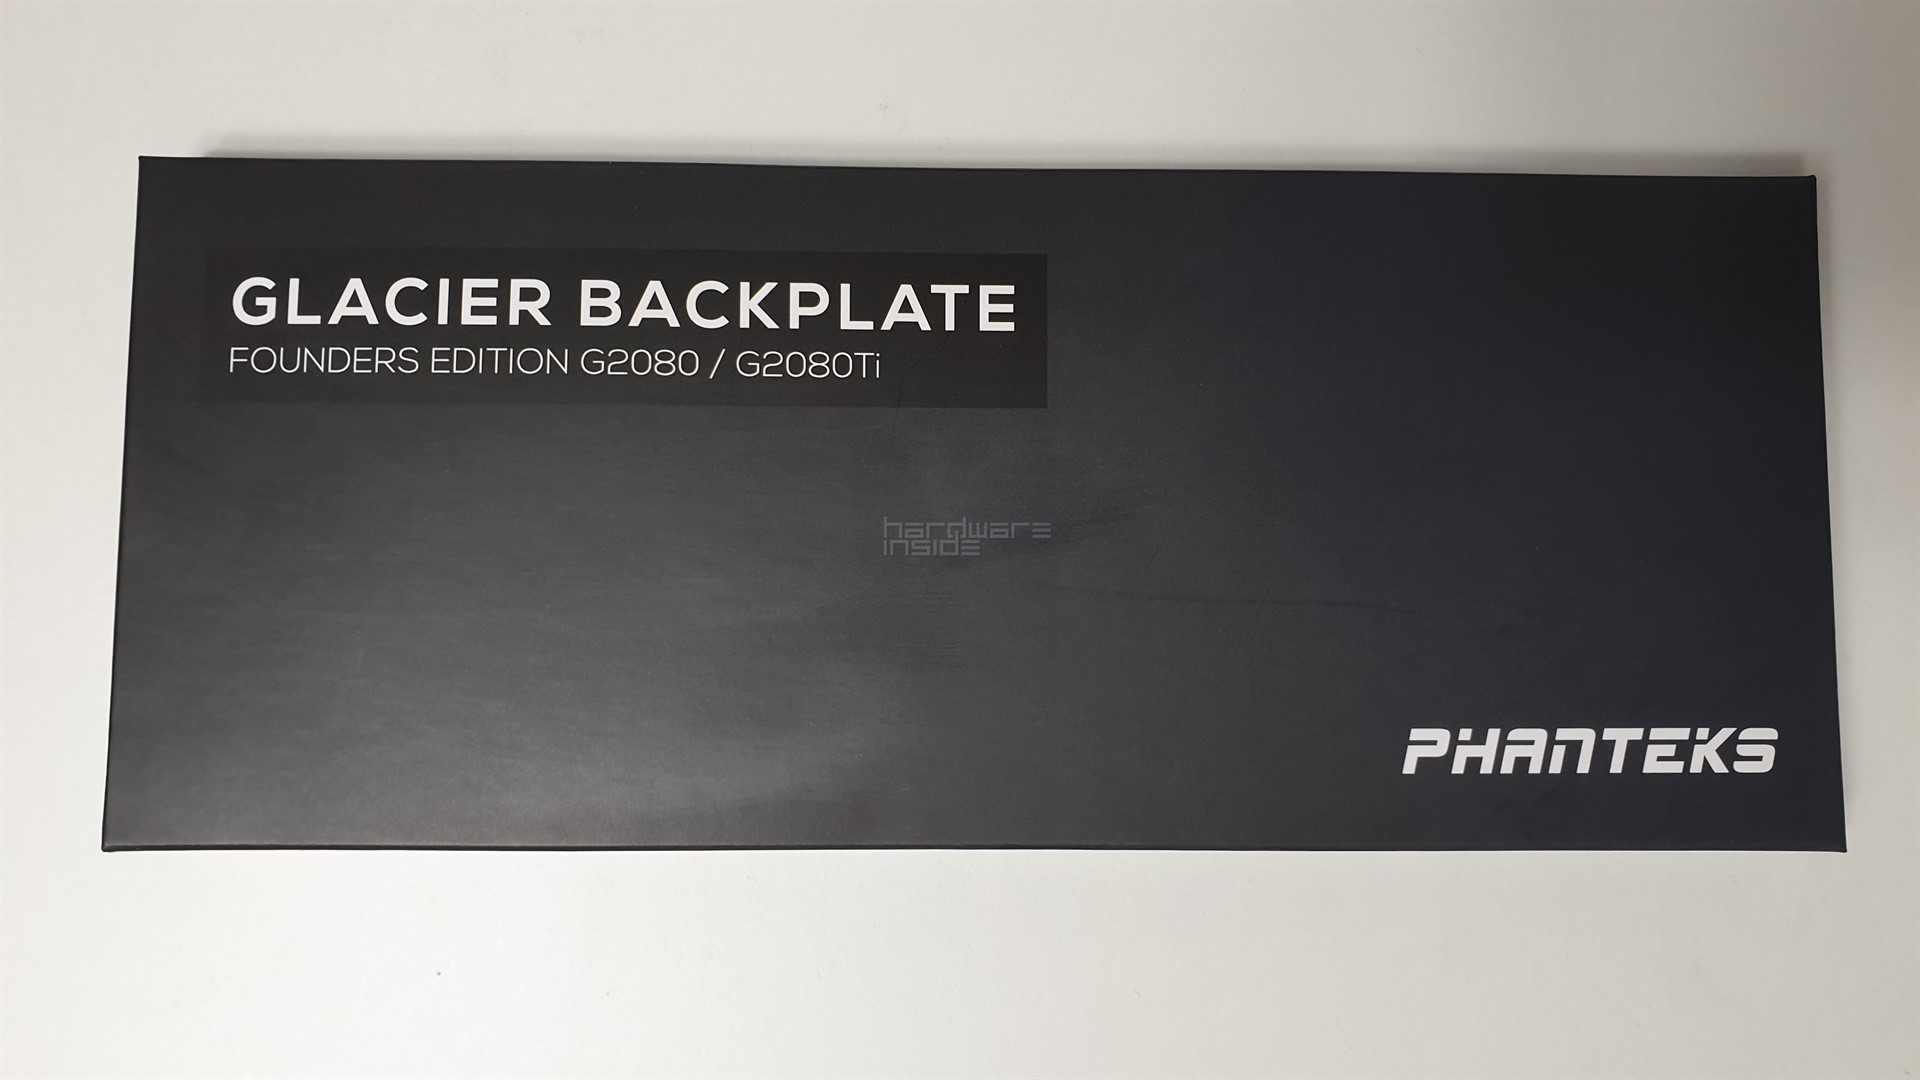 GLACIER BACKPLATE
FOUNDERS EDITION G2080 / G2080Ti
hardware
inside
PHANTEKS